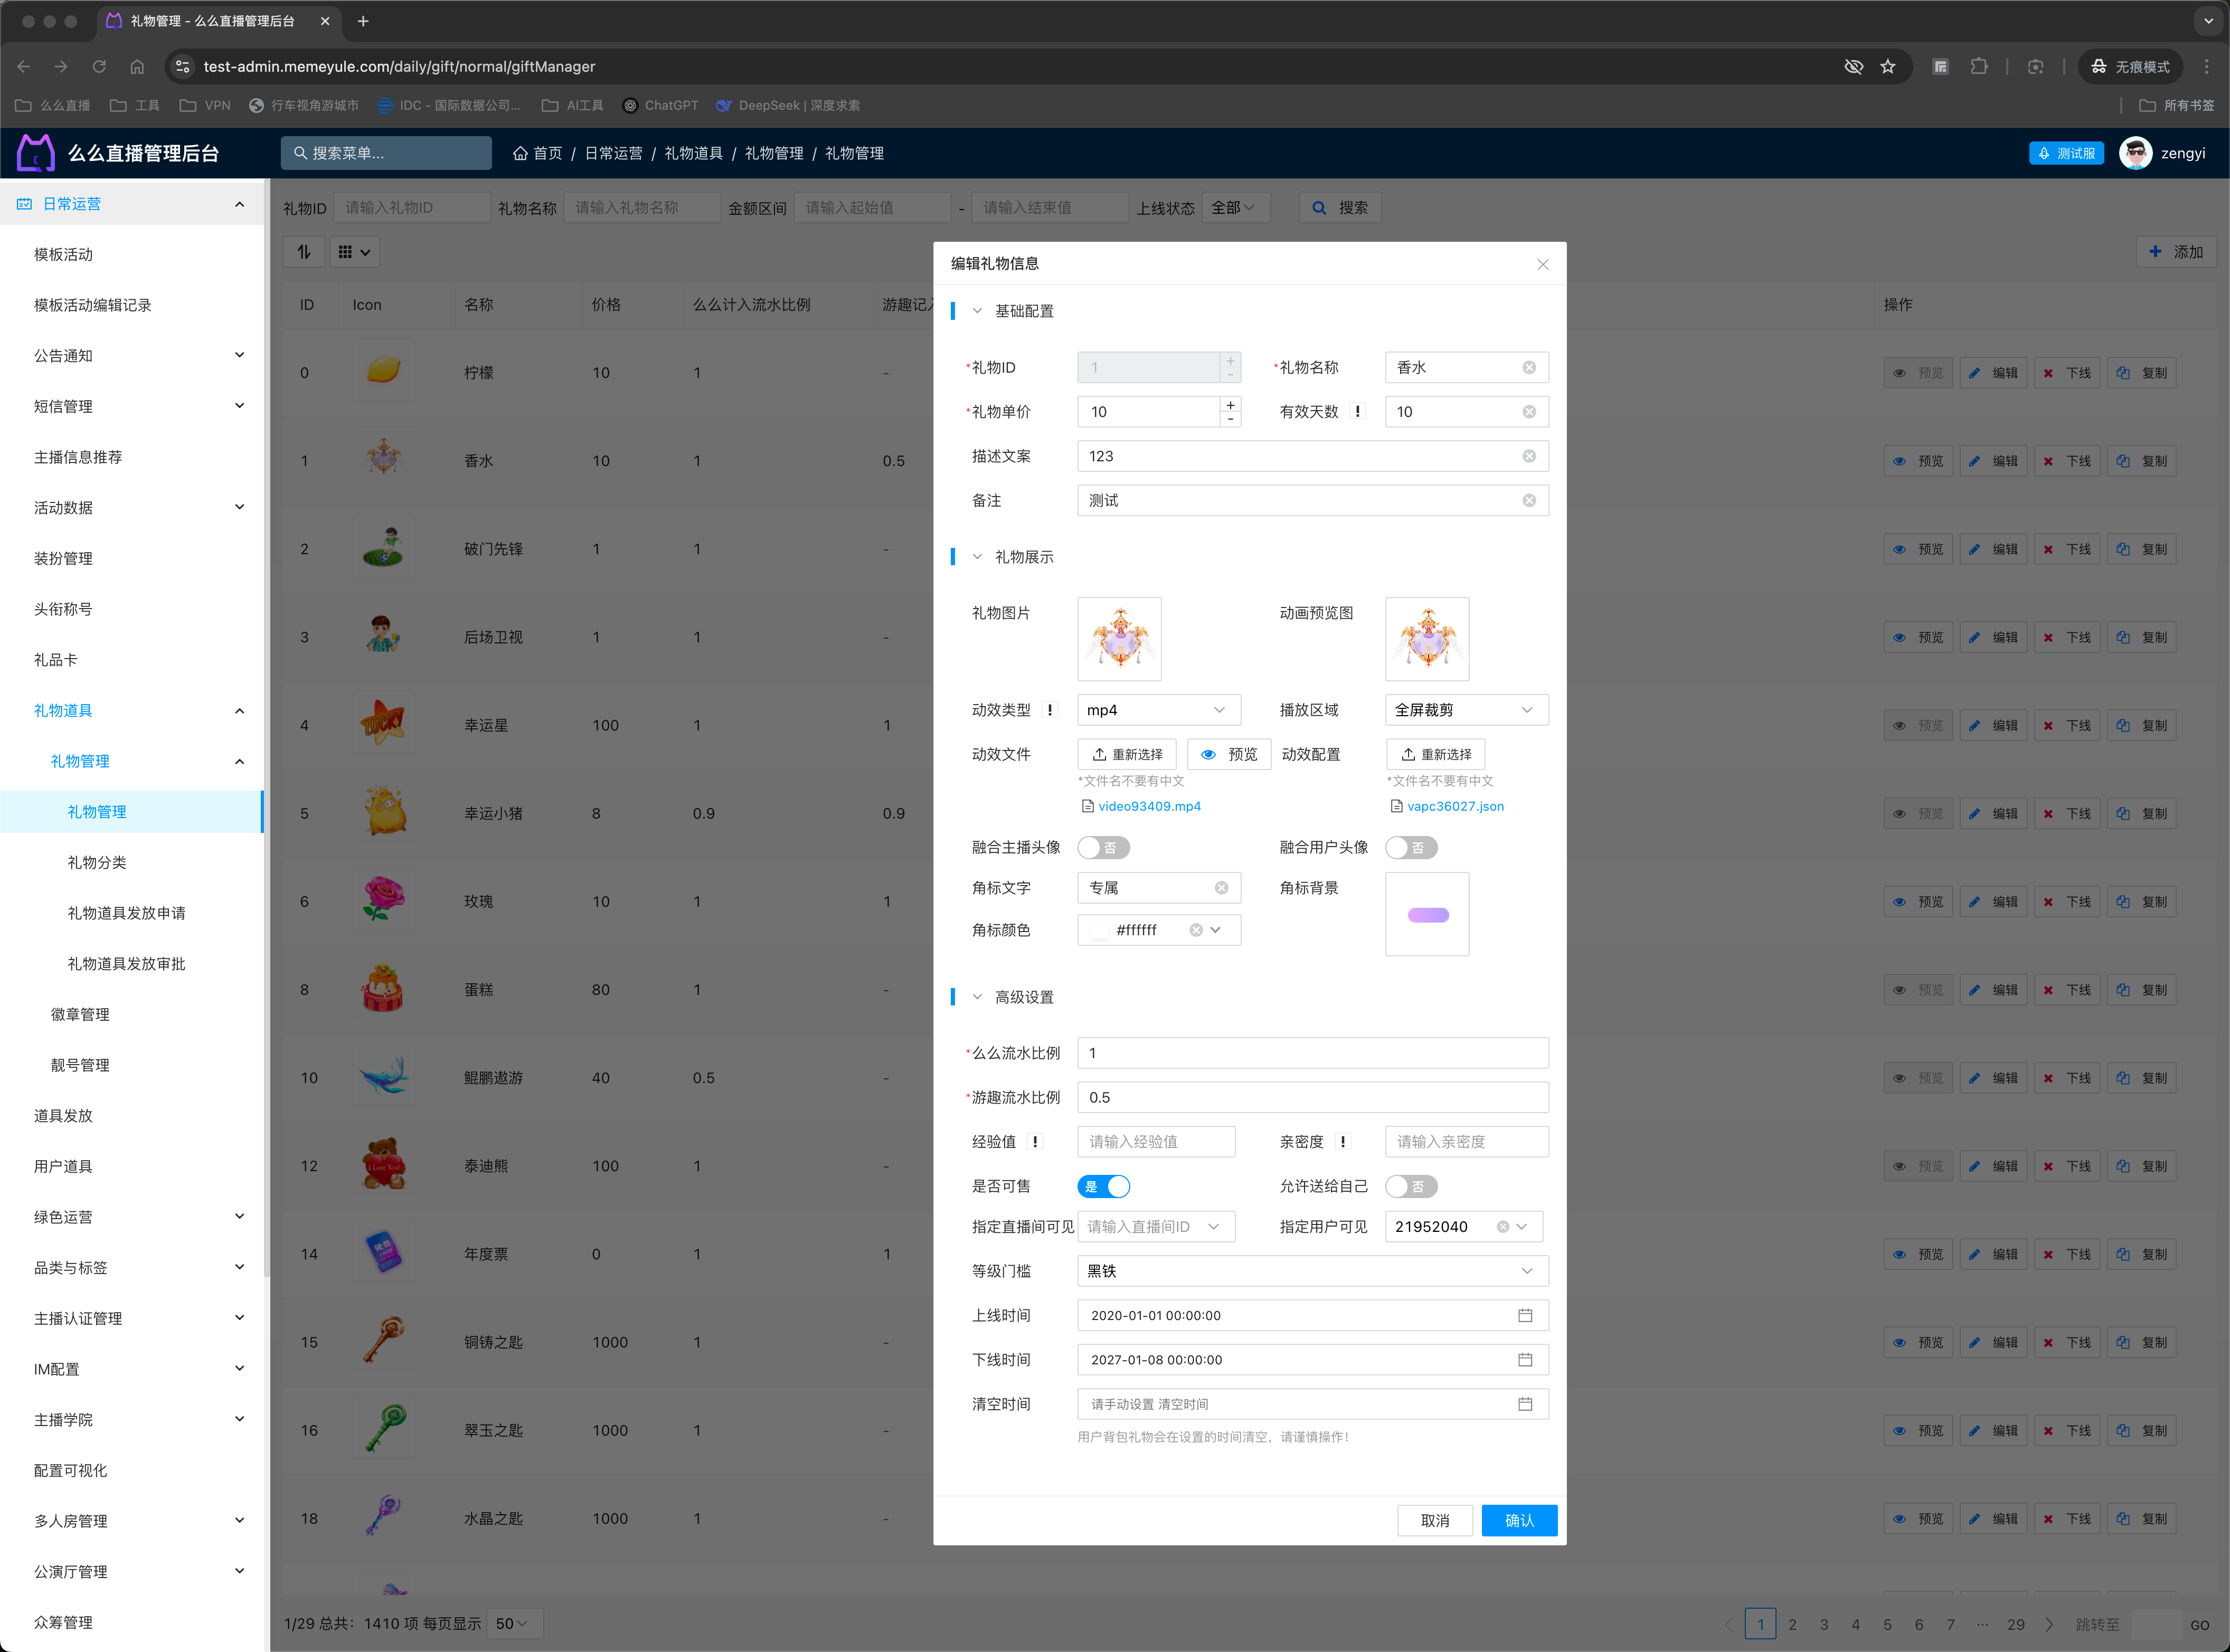 礼物管理 - 么么直播管理后台
test-admin.memeyule.com/daily/gift/normal/giftManager
无痕模式
么么直播 工具 VPN 行车视角游城市 IDC - 国际数据公司... AI工具 ChatGPT DeepSeek | 深度求索 所有书签
么么直播管理后台 搜索菜单... 首页 / 日常运营 / 礼物道具 / 礼物管理 / 礼物管理 测试服 zengyi
日常运营
模板活动
模板活动编辑记录
公告通知
短信管理
主播信息推荐
活动数据
装扮管理
头衔称号
礼品卡
礼物道具
礼物管理
礼物管理
礼物分类
礼物道具发放申请
礼物道具发放审批
徽章管理
靓号管理
道具发放
用户道具
绿色运营
品类与标签
主播认证管理
IM配置
主播学院
配置可视化
多人房管理
公演厅管理
众筹管理
礼物ID 请输入礼物ID 礼物名称 请输入礼物名称 金额区间 请输入起始值 - 请输入结束值 上线状态 全部 搜索
添加
ID Icon 名称 价格 么么计入流水比例 游趣记入 操作
0 柠檬 10 1 - 预览 编辑 下线 复制
1 香水 10 1 0.5 预览 编辑 下线 复制
2 破门先锋 1 1 - 预览 编辑 下线 复制
3 后场卫视 1 1 - 预览 编辑 下线 复制
4 幸运星 100 1 1 预览 编辑 下线 复制
5 幸运小猪 8 0.9 0.9 预览 编辑 下线 复制
6 玫瑰 10 1 1 预览 编辑 下线 复制
8 蛋糕 80 1 - 预览 编辑 下线 复制
10 鲲鹏遨游 40 0.5 - 预览 编辑 下线 复制
12 I Love You! 泰迪熊 100 1 - 预览 编辑 下线 复制
14 年度票 0 1 1 预览 编辑 下线 复制
15 铜铸之匙 1000 1 - 预览 编辑 下线 复制
16 翠玉之匙 1000 1 - 预览 编辑 下线 复制
18 水晶之匙 1000 1 - 预览 编辑 下线 复制
1/29 总共: 1410 项 每页显示 50 1 2 3 4 5 6 7 ... 29 跳转至 GO
编辑礼物信息
基础配置
*礼物ID 1 *礼物名称 香水
*礼物单价 10 有效天数 ! 10
描述文案 123
备注 测试
礼物展示
礼物图片 动画预览图
动效类型 ! mp4 播放区域 全屏裁剪
动效文件 重新选择 预览 动效配置 重新选择
*文件名不要有中文 *文件名不要有中文
video93409.mp4 vapc36027.json
融合主播头像 否 融合用户头像 否
角标文字 专属 角标背景
角标颜色 #ffffff
高级设置
*么么流水比例 1
*游趣流水比例 0.5
经验值 ! 请输入经验值 亲密度 ! 请输入亲密度
是否可售 是 允许送给自己 否
指定直播间可见 请输入直播间ID 指定用户可见 21952040
等级门槛 黑铁
上线时间 2020-01-01 00:00:00
下线时间 2027-01-08 00:00:00
清空时间 请手动设置 清空时间
用户背包礼物会在设置的时间清空，请谨慎操作！
取消 确认